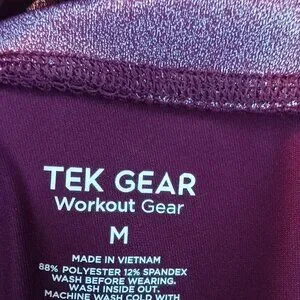 TEK GEAR
Workout Gear
M
MADE IN VIETNAM
88% POLYESTER 12% SPANDEX
WASH BEFORE WEARING.
WASH INSIDE OUT.
MACHINE WASH COLD WITH